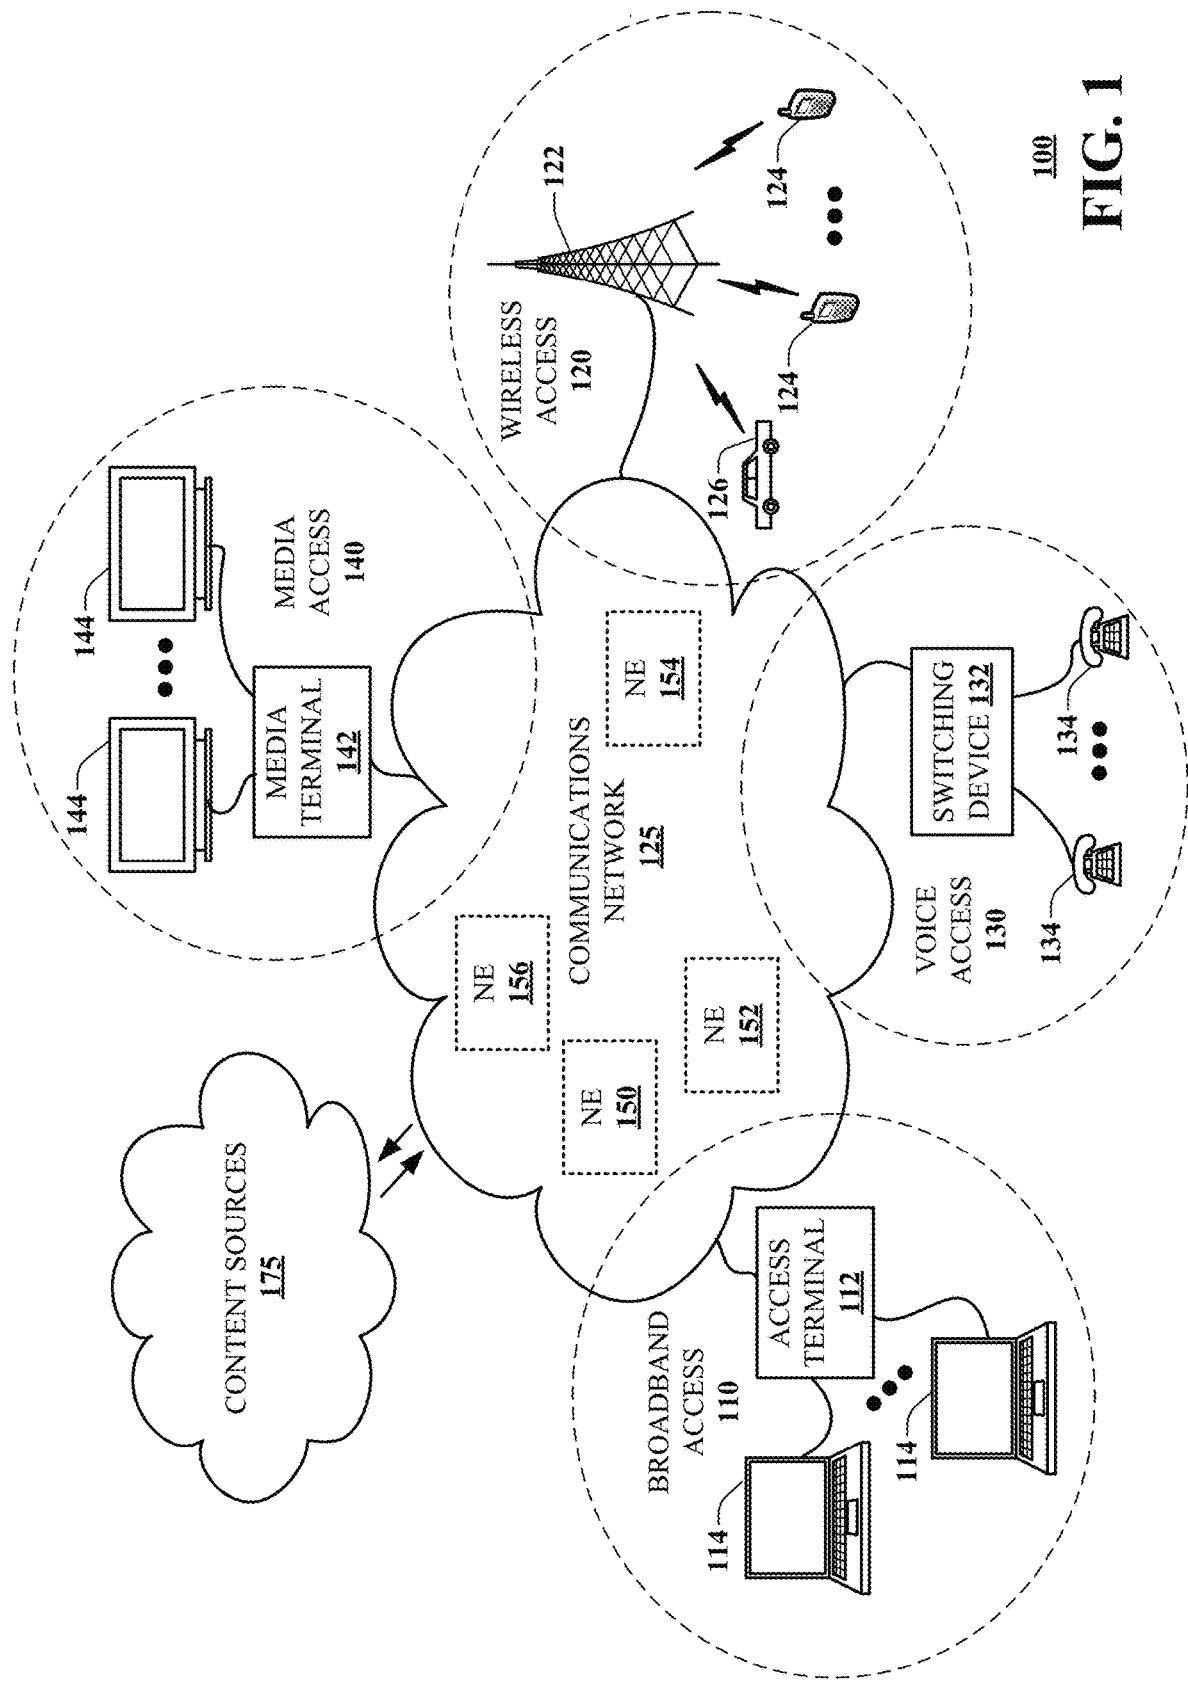 CONTENT SOURCES
175
144
144
MEDIA
TERMINAL
142
MEDIA
ACCESS
140
WIRELESS
ACCESS
120
122
124
124
126
NE
156
NE
150
NE
152
NE
154
COMMUNICATIONS
NETWORK
125
BROADBAND
ACCESS
110
ACCESS
TERMINAL
112
114
114
VOICE
ACCESS
130
SWITCHING
DEVICE 132
134
134
100
FIG. 1